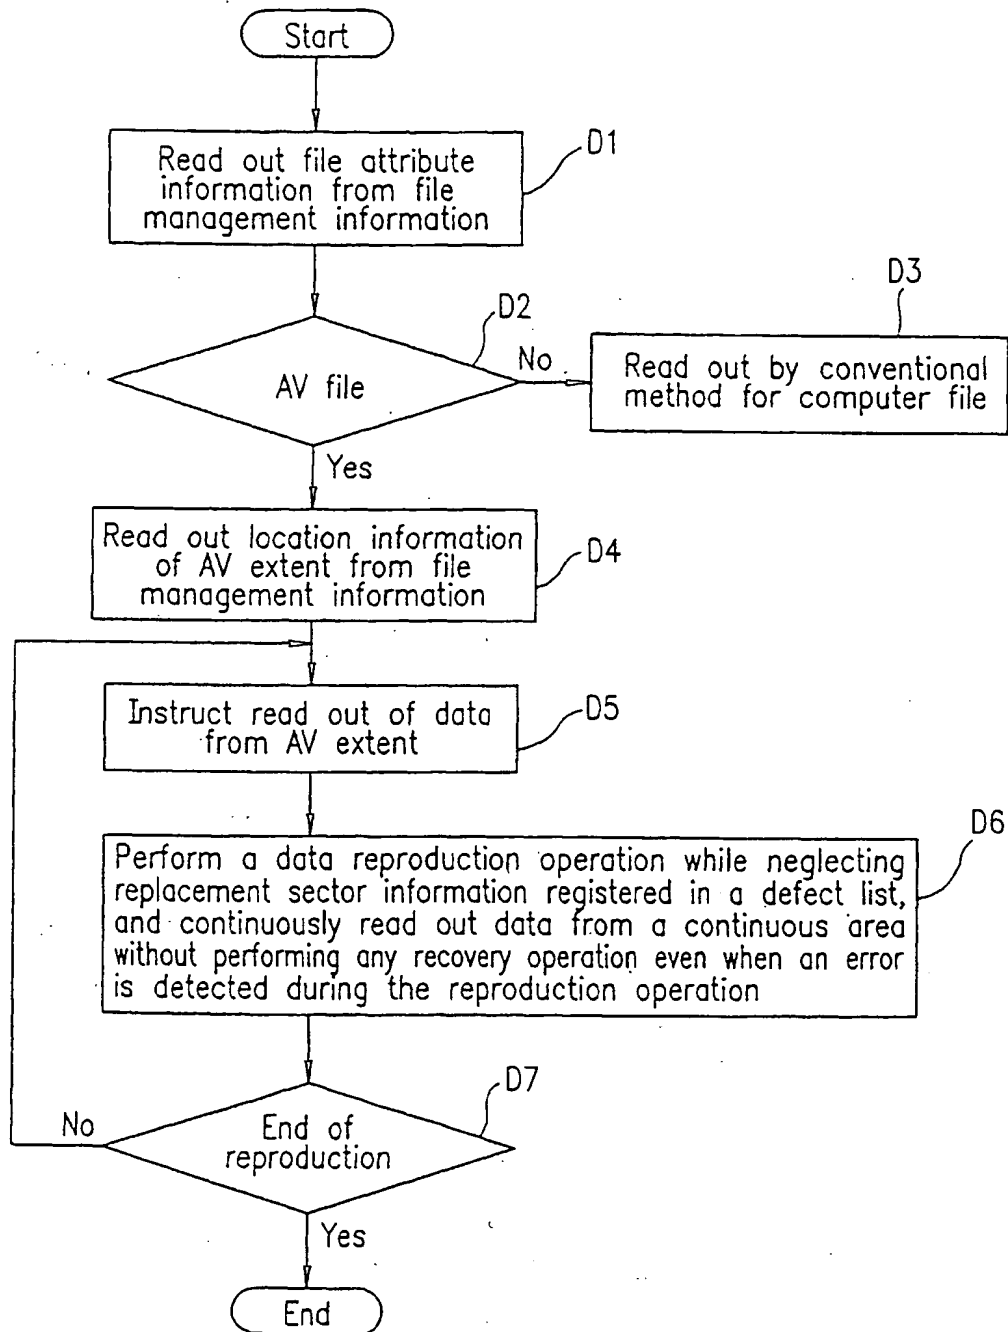 Start
Read out file attribute
information from file
management information
D1
AV file
D2
No
Read out by conventional
method for computer file
D3
Yes
Read out location information
of AV extent from file
management information
D4
Instruct read out of data
from AV extent
D5
Perform a data reproduction operation while neglecting
replacement sector information registered in a defect list,
and continuously read out data from a continuous area
without performing any recovery operation even when an error
is detected during the reproduction operation
D6
End of
reproduction
D7
No
Yes
End